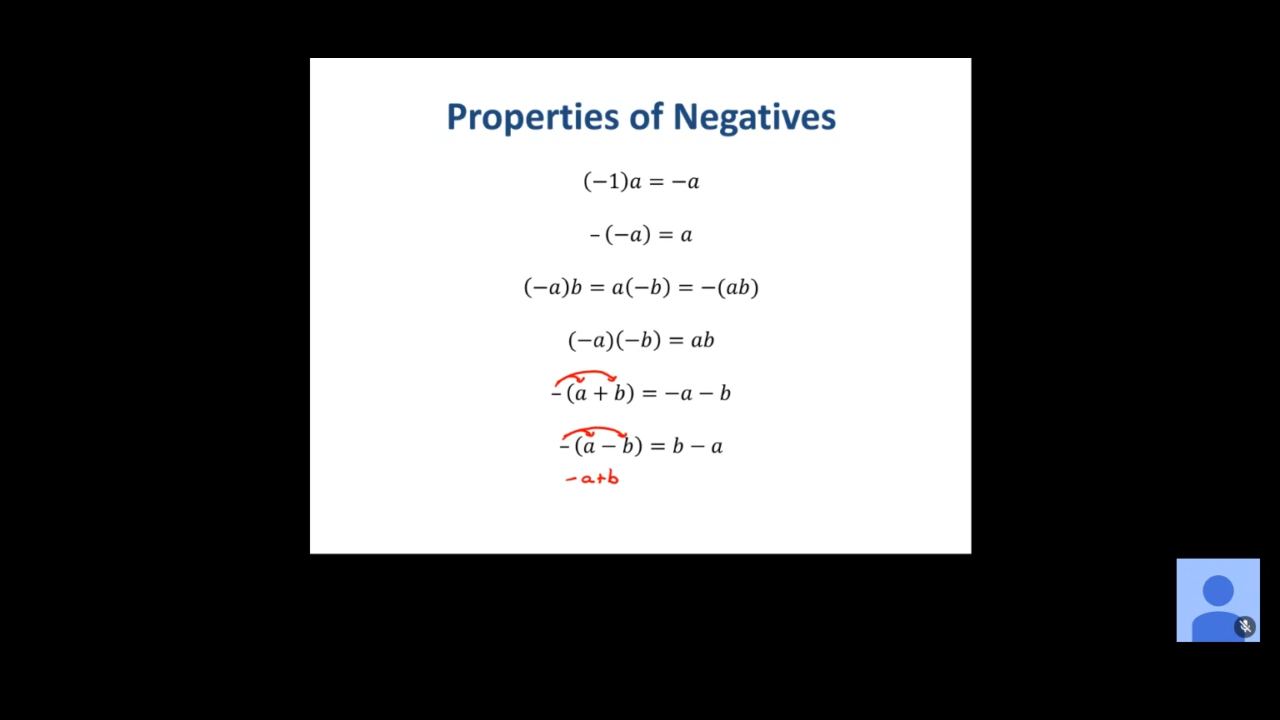 Properties of Negatives
(−1)a = −a
–(−a) = a
(−a)b = a(−b) = −(ab)
(−a)(−b) = ab
–(a + b) = −a − b
–(a − b) = b − a
-a+b